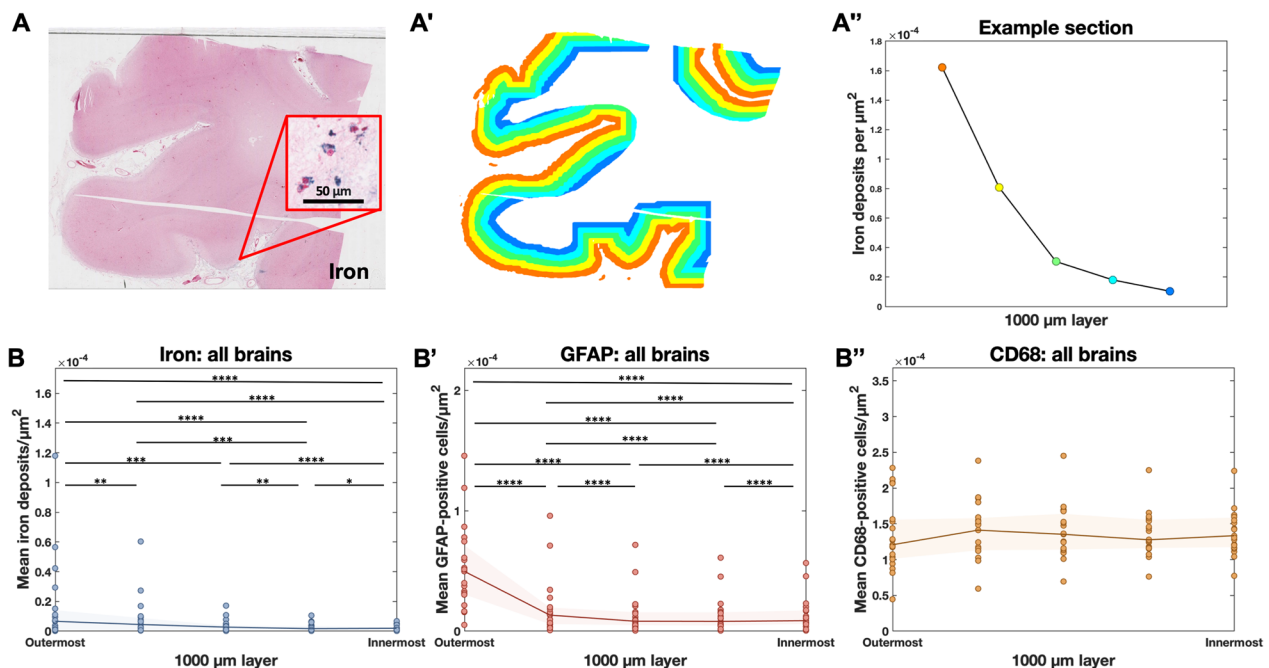 A
50 µm
Iron
A'
A''
Example section
×10⁻⁴
1.8
1.6
1.4
1.2
1
0.8
0.6
0.4
0.2
0
Iron deposits per µm²
1000 µm layer
B
Iron: all brains
×10⁻⁴
1.6
1.4
1.2
1
0.8
0.6
0.4
0.2
0
Mean iron deposits/µm²
****
****
****
***
***
****
**
**
*
Outermost
Innermost
1000 µm layer
B'
GFAP: all brains
×10⁻⁴
2
1
0
Mean GFAP-positive cells/µm²
****
****
****
****
****
****
****
****
****
Outermost
Innermost
1000 µm layer
B''
CD68: all brains
×10⁻⁴
3.5
3
2.5
2
1.5
1
0.5
0
Mean CD68-positive cells/µm²
Outermost
Innermost
1000 µm layer